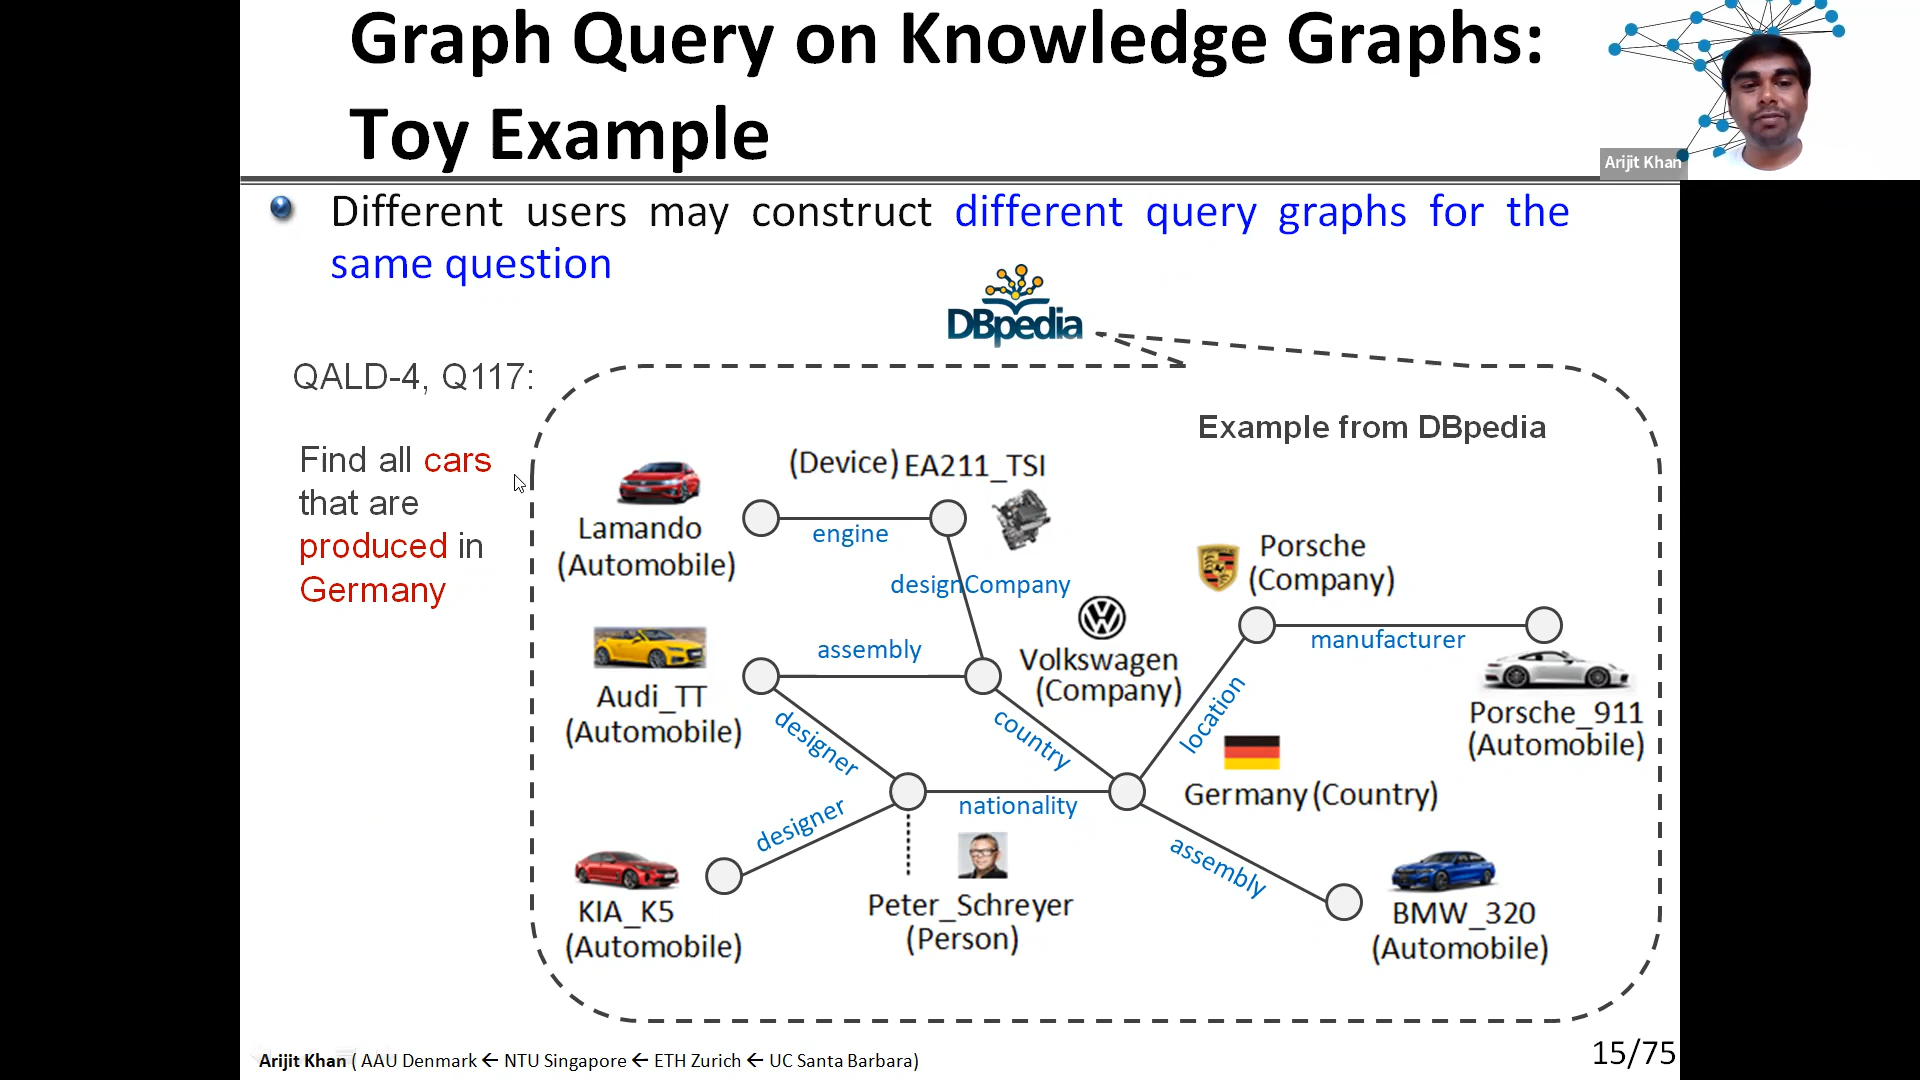 Graph Query on Knowledge Graphs:
Toy Example
Arijit Khan
Different users may construct different query graphs for the
same question
DBpedia
QALD-4, Q117:
Find all cars
that are
produced in
Germany
Example from DBpedia
(Device) EA211_TSI
Lamando
(Automobile)
engine
designCompany
Porsche
(Company)
manufacturer
assembly
Volkswagen
(Company)
Audi_TT
(Automobile)
designer
country
location
Porsche_911
(Automobile)
Germany (Country)
nationality
designer
assembly
KIA_K5
(Automobile)
Peter_Schreyer
(Person)
BMW_320
(Automobile)
Arijit Khan ( AAU Denmark ← NTU Singapore ← ETH Zurich ← UC Santa Barbara)
15/75